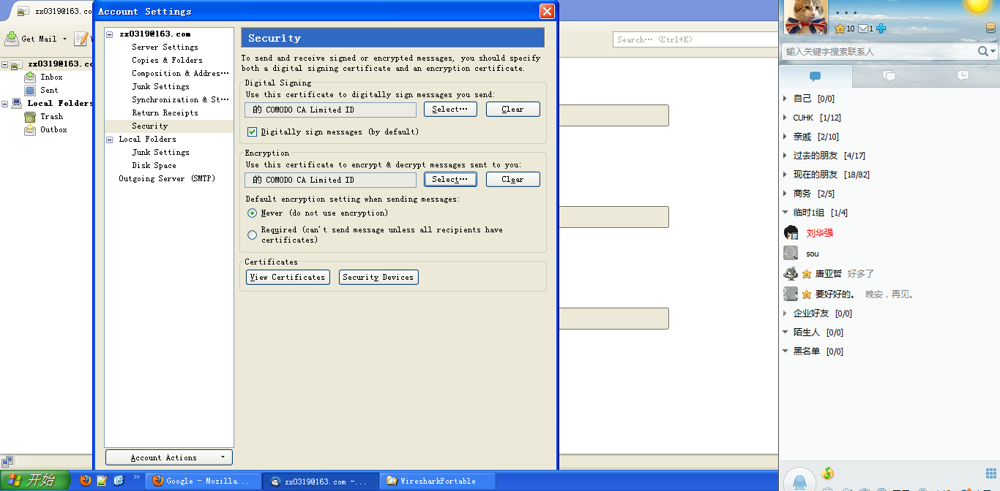 zx0319@163.co
Get Mail
zx0319@163.co
Inbox
Sent
Local Folders
Trash
Outbox
Account Settings
zx0319@163.com
Server Settings
Copies & Folders
Composition & Addres…
Junk Settings
Synchronization & St…
Return Receipts
Security
Local Folders
Junk Settings
Disk Space
Outgoing Server (SMTP)
Account Actions
Security
To send and receive signed or encrypted messages, you should specify
both a digital signing certificate and an encryption certificate.
Digital Signing
Use this certificate to digitally sign messages you send:
的 COMODO CA Limited ID
Select…
Clear
Digitally sign messages (by default)
Encryption
Use this certificate to encrypt & decrypt messages sent to you:
的 COMODO CA Limited ID
Select…
Clear
Default encryption setting when sending messages:
Never (do not use encryption)
Required (can't send message unless all recipients have
certificates)
Certificates
View Certificates
Security Devices
Search… <Ctrl+K>
。。。
10
1
输入关键字搜索联系人
自己 [0/0]
CUHK [1/12]
亲戚 [2/10]
过去的朋友 [4/17]
现在的朋友 [18/82]
商务 [2/5]
临时1组 [1/4]
刘华强
sou
唐亚哲 好多了
要好好的。 晚安，再见。
企业好友 [0/0]
陌生人 [0/0]
黑名单 [0/0]
开始
Google - Mozilla...
zx0319@163.com -...
WiresharkPortable